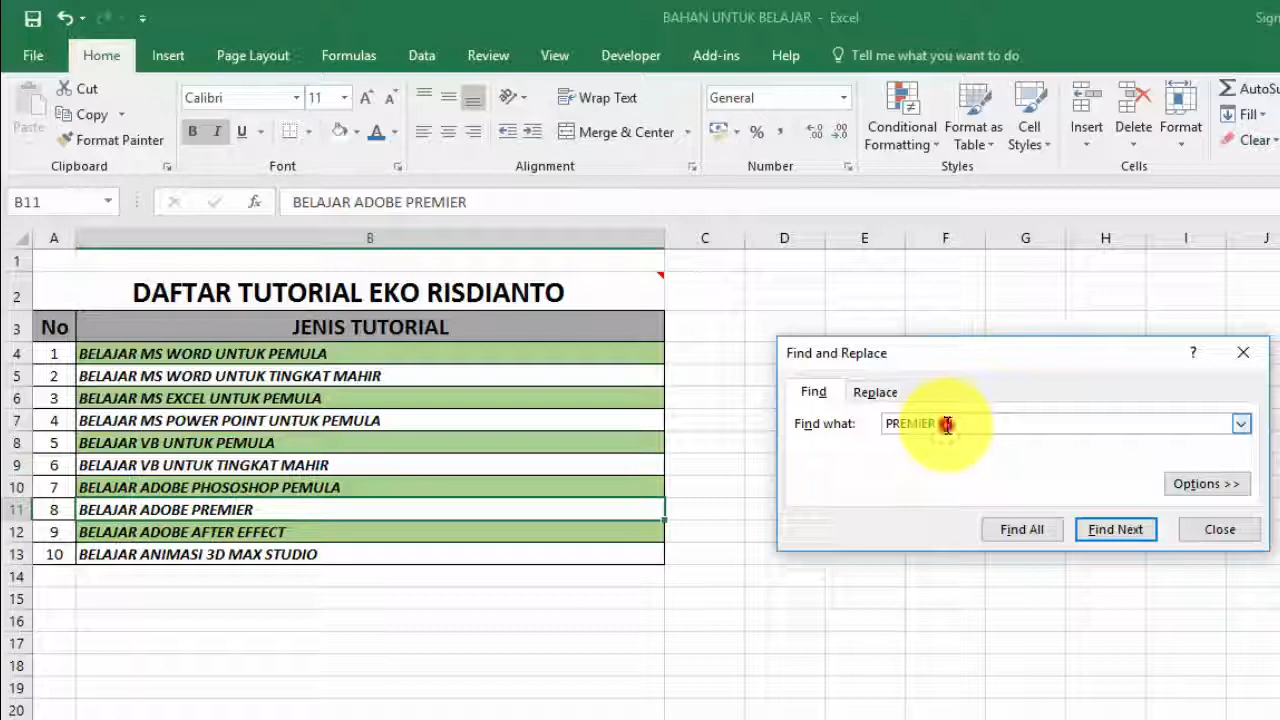 BAHAN UNTUK BELAJAR - Excel
File Home Insert Page Layout Formulas Data Review View Developer Add-ins Help Tell me what you want to do
Cut
Copy
Format Painter
Paste
Clipboard
Calibri 11
B I U
Font
Wrap Text
Merge & Center
Alignment
General
%
Number
Conditional Formatting
Format as Table
Cell Styles
Styles
Insert Delete Format
Cells
Fill
Clear
B11 fx BELAJAR ADOBE PREMIER
A B C D E F G H I J
1
2 DAFTAR TUTORIAL EKO RISDIANTO
3 No JENIS TUTORIAL
4 1 BELAJAR MS WORD UNTUK PEMULA
5 2 BELAJAR MS WORD UNTUK TINGKAT MAHIR
6 3 BELAJAR MS EXCEL UNTUK PEMULA
7 4 BELAJAR MS POWER POINT UNTUK PEMULA
8 5 BELAJAR VB UNTUK PEMULA
9 6 BELAJAR VB UNTUK TINGKAT MAHIR
10 7 BELAJAR ADOBE PHOSOSHOP PEMULA
11 8 BELAJAR ADOBE PREMIER
12 9 BELAJAR ADOBE AFTER EFFECT
13 10 BELAJAR ANIMASI 3D MAX STUDIO
14
15
16
17
18
19
20
Find and Replace ?
Find Replace
Find what: PREMIER
Options >>
Find All Find Next Close